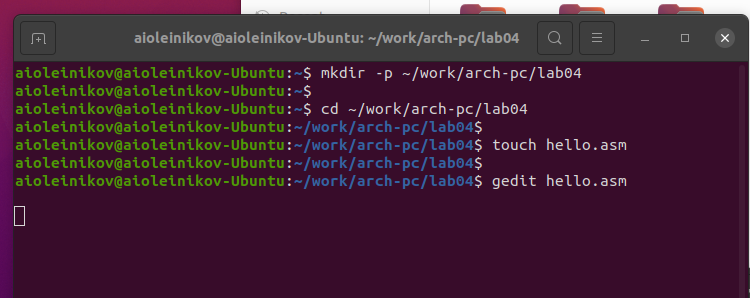 aioleinikov@aioleinikov-Ubuntu: ~/work/arch-pc/lab04
aioleinikov@aioleinikov-Ubuntu:~$ mkdir -p ~/work/arch-pc/lab04
aioleinikov@aioleinikov-Ubuntu:~$
aioleinikov@aioleinikov-Ubuntu:~$ cd ~/work/arch-pc/lab04
aioleinikov@aioleinikov-Ubuntu:~/work/arch-pc/lab04$
aioleinikov@aioleinikov-Ubuntu:~/work/arch-pc/lab04$ touch hello.asm
aioleinikov@aioleinikov-Ubuntu:~/work/arch-pc/lab04$
aioleinikov@aioleinikov-Ubuntu:~/work/arch-pc/lab04$ gedit hello.asm